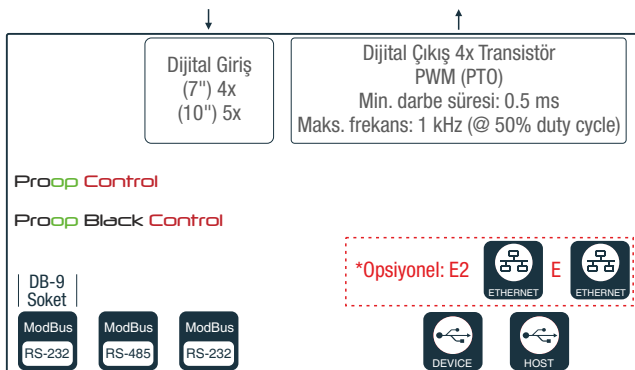 Dijital Giriş
(7") 4x
(10") 5x
Dijital Çıkış 4x Transistör
PWM (PTO)
Min. darbe süresi: 0.5 ms
Maks. frekans: 1 kHz (@ 50% duty cycle)
Proop Control
Proop Black Control
*Opsiyonel: E2
ETHERNET
E
ETHERNET
DB-9
Soket
ModBus
RS-232
ModBus
RS-485
ModBus
RS-232
DEVICE
HOST